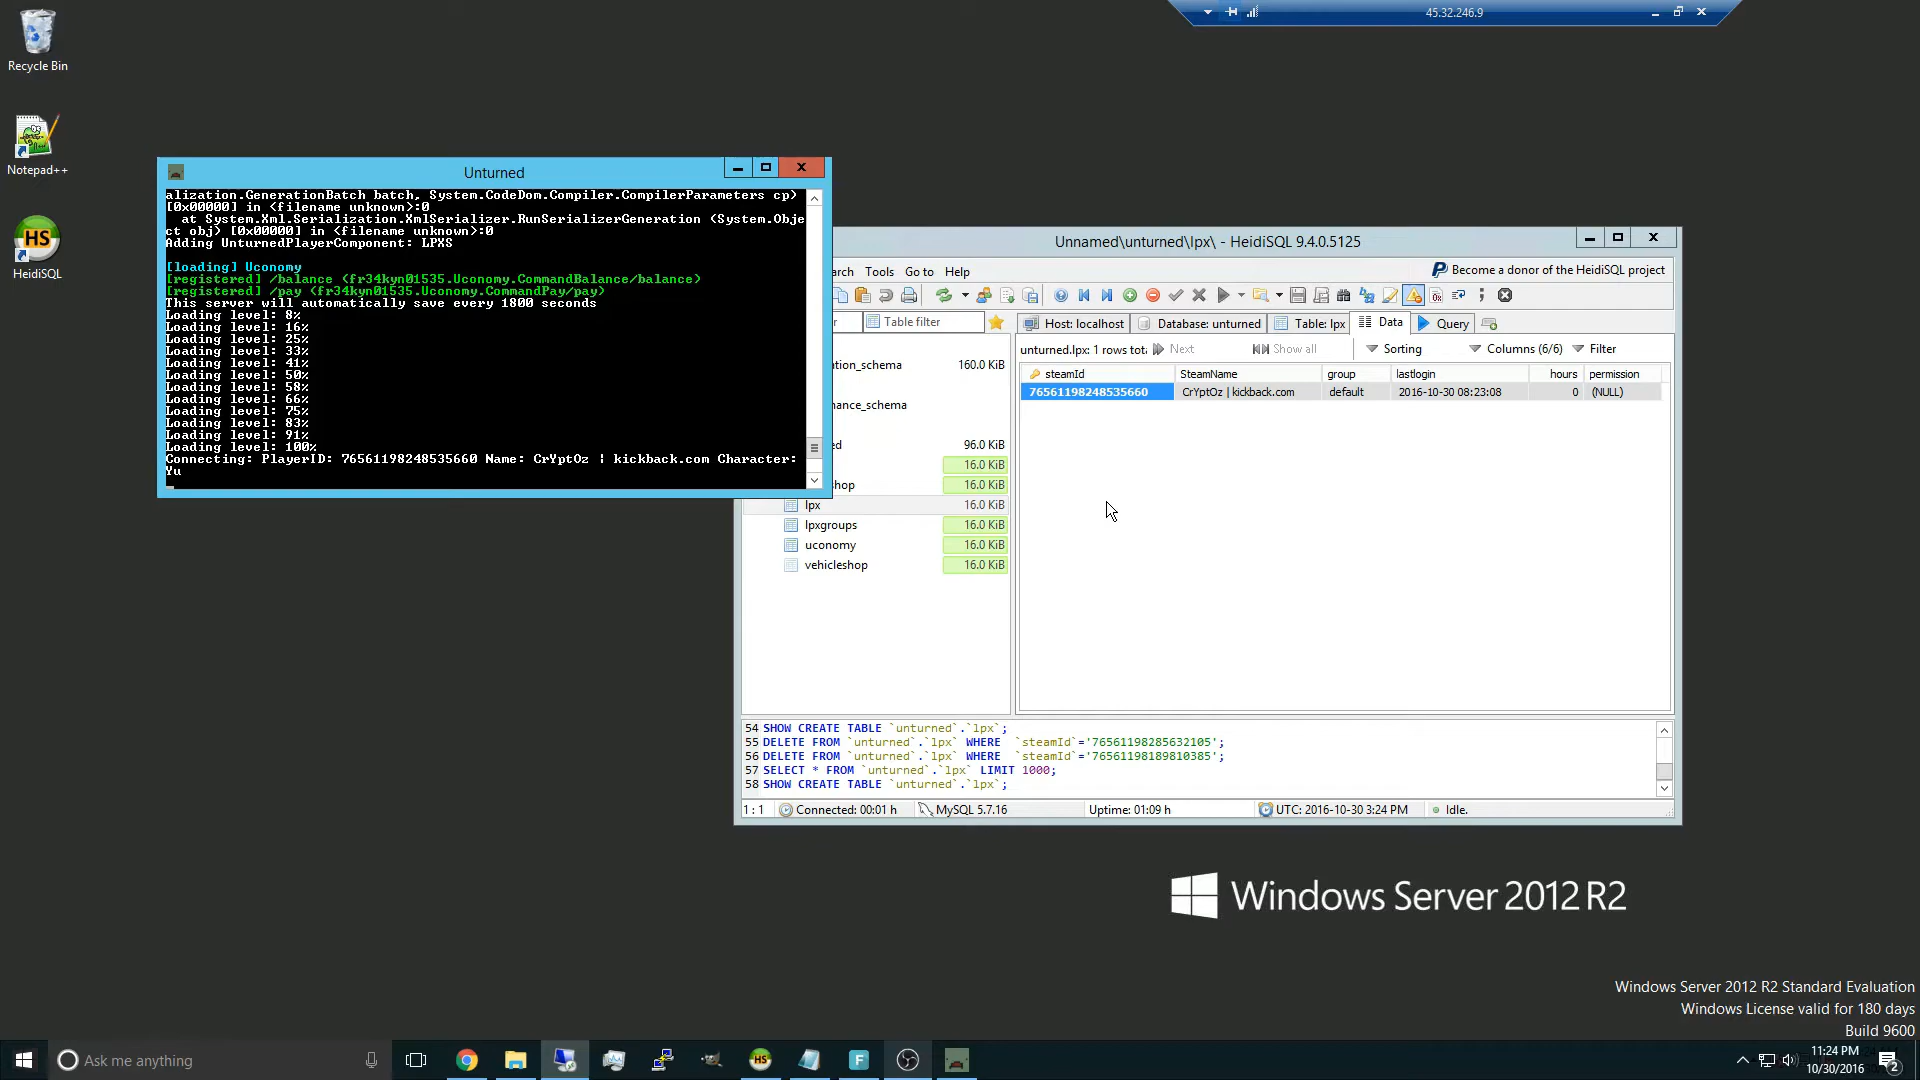 45.32.246.9
Recycle Bin
Notepad++
HeidiSQL
Unturned
alization.GenerationBatch batch, System.CodeDom.Compiler.CompilerParameters cp)
[0x00000] in <filename unknown>:0
at System.Xml.Serialization.XmlSerializer.RunSerializerGeneration (System.Obje
ct obj) [0x00000] in <filename unknown>:0
Adding UnturnedPlayerComponent: LPXS
[loading] Uconomy
[registered] /balance (fr34kyn01535.Uconomy.CommandBalance/balance)
[registered] /pay (fr34kyn01535.Uconomy.CommandPay/pay)
This server will automatically save every 1800 seconds
Loading level: 8%
Loading level: 16%
Loading level: 25%
Loading level: 33%
Loading level: 41%
Loading level: 50%
Loading level: 58%
Loading level: 66%
Loading level: 75%
Loading level: 83%
Loading level: 91%
Loading level: 100%
Connecting: PlayerID: 76561198248535660 Name: CrYptOz | kickback.com Character:
Yu
Unnamed\unturned\lpx\ - HeidiSQL 9.4.0.5125
arch Tools Go to Help
Become a donor of the HeidiSQL project
r Table filter
Host: localhost Database: unturned Table: lpx Data Query
unturned.lpx: 1 rows tot Next Show all Sorting Columns (6/6) Filter
steamId SteamName group lastlogin hours permission
76561198248535660 CrYptOz | kickback.com default 2016-10-30 08:23:08 0 (NULL)
ation_schema 160.0 KiB
nance_schema
ed 96.0 KiB
16.0 KiB
shop 16.0 KiB
lpx 16.0 KiB
lpxgroups 16.0 KiB
uconomy 16.0 KiB
vehicleshop 16.0 KiB
54 SHOW CREATE TABLE `unturned`.`lpx`;
55 DELETE FROM `unturned`.`lpx` WHERE `steamId`='76561198285632105';
56 DELETE FROM `unturned`.`lpx` WHERE `steamId`='76561198189810385';
57 SELECT * FROM `unturned`.`lpx` LIMIT 1000;
58 SHOW CREATE TABLE `unturned`.`lpx`;
1 : 1 Connected: 00:01 h MySQL 5.7.16 Uptime: 01:09 h UTC: 2016-10-30 3:24 PM Idle.
Windows Server 2012 R2
Windows Server 2012 R2 Standard Evaluation
Windows License valid for 180 days
Build 9600
Ask me anything
11:24 PM
10/30/2016
2